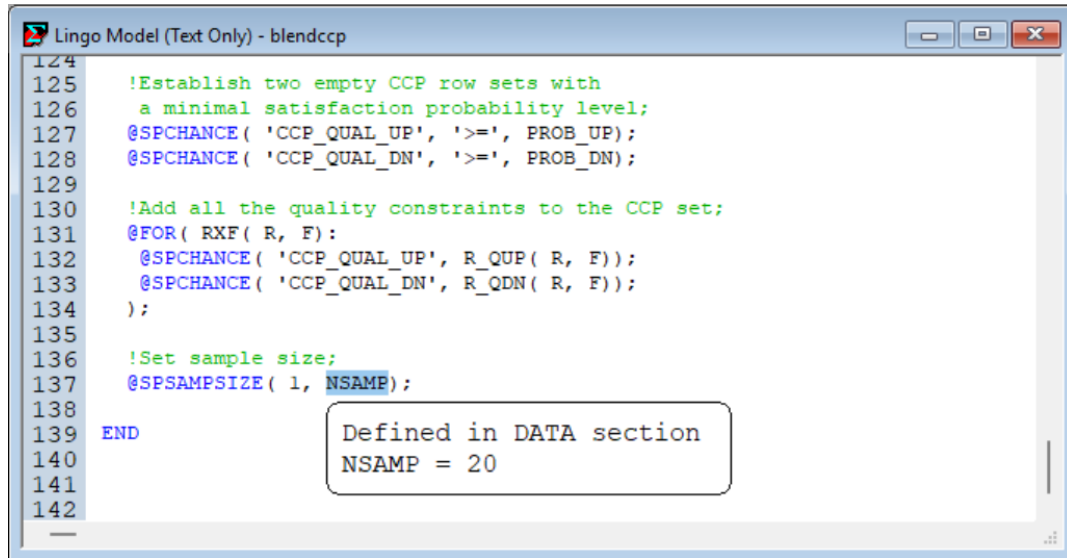 Lingo Model (Text Only) - blendccp
124
125 !Establish two empty CCP row sets with
126 a minimal satisfaction probability level;
127 @SPCHANCE( 'CCP_QUAL_UP', '>=', PROB_UP);
128 @SPCHANCE( 'CCP_QUAL_DN', '>=', PROB_DN);
129
130 !Add all the quality constraints to the CCP set;
131 @FOR( RXF( R, F):
132 @SPCHANCE( 'CCP_QUAL_UP', R_QUP( R, F));
133 @SPCHANCE( 'CCP_QUAL_DN', R_QDN( R, F));
134 );
135
136 !Set sample size;
137 @SPSAMPSIZE( 1, NSAMP);
138
139 END
140
141
142
Defined in DATA section
NSAMP = 20